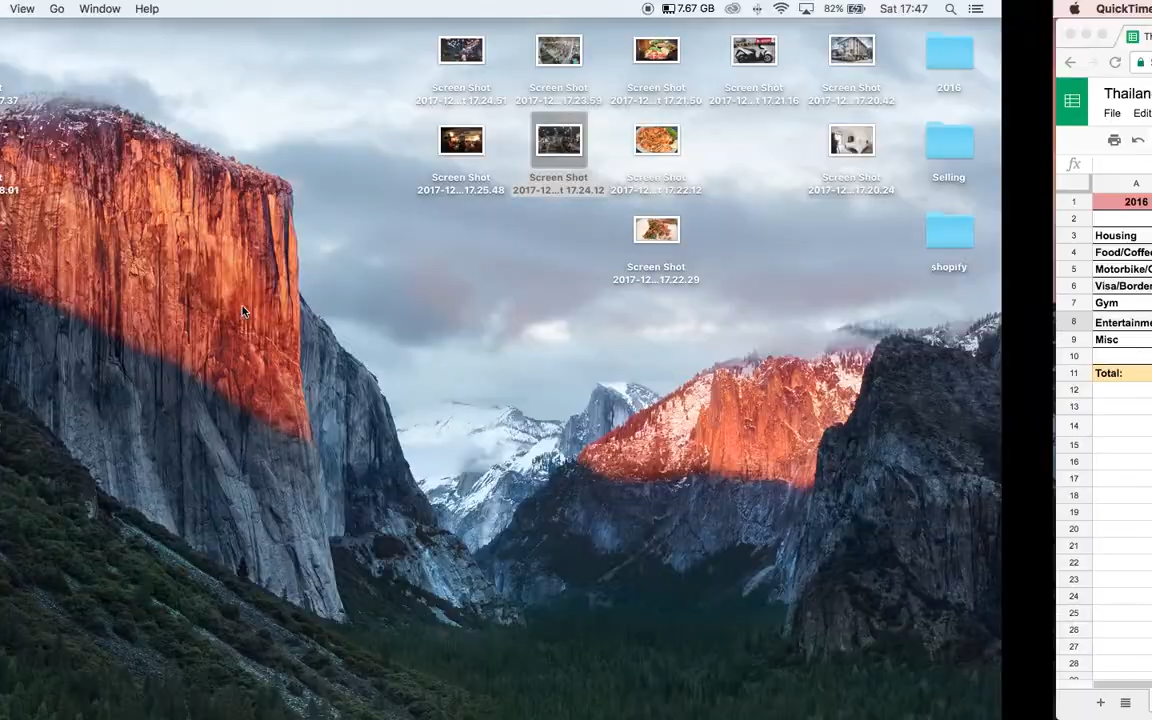 View Go Window Help 7.67 GB 82% Sat 17:47
QuickTime
Th
Thailan
File Edit
fx
A
1 2016
2
3 Housing
4 Food/Coffee
5 Motorbike/
6 Visa/Border
7 Gym
8 Entertainme
9 Misc
10
11 Total:
12
13
14
15
16
17
18
19
20
21
22
23
24
25
26
27
28
7.37
8.01
Screen Shot
2017-12...t 17.24.51
Screen Shot
2017-12...t 17.23.59
Screen Shot
2017-12...t 17.21.50
Screen Shot
2017-12...t 17.21.16
Screen Shot
2017-12...t 17.20.42
2016
Screen Shot
2017-12...17.25.48
Screen Shot
2017-12...t 17.24.12
Screen Shot
2017-12...t 17.22.12
Screen Shot
2017-12...17.20.24
Selling
Screen Shot
2017-12...17.22.29
shopify